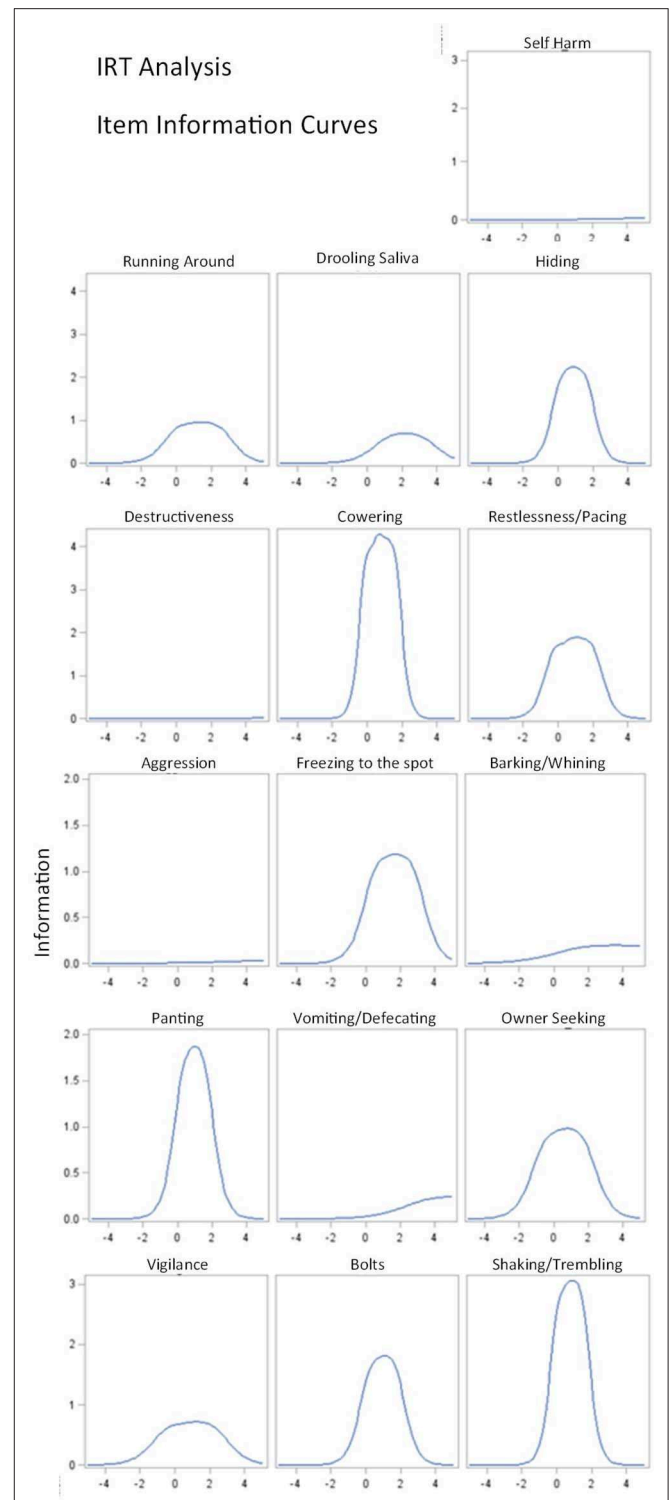 IRT Analysis
Item Information Curves
Self Harm
3
2
1
0
-4 -2 0 2 4
Running Around Drooling Saliva Hiding
4
3
2
1
0
-4 -2 0 2 4 -4 -2 0 2 4 -4 -2 0 2 4
Destructiveness Cowering Restlessness/Pacing
4
3
2
1
0
-4 -2 0 2 4 -4 -2 0 2 4 -4 -2 0 2 4
Aggression Freezing to the spot Barking/Whining
2.0
1.5
1.0
0.5
0.0
-4 -2 0 2 4 -4 -2 0 2 4 -4 -2 0 2 4
Information
Panting Vomiting/Defecating Owner Seeking
2.0
1.5
1.0
0.5
0.0
-4 -2 0 2 4 -4 -2 0 2 4 -4 -2 0 2 4
Vigilance Bolts Shaking/Trembling
3
2
1
0
-4 -2 0 2 4 -4 -2 0 2 4 -4 -2 0 2 4